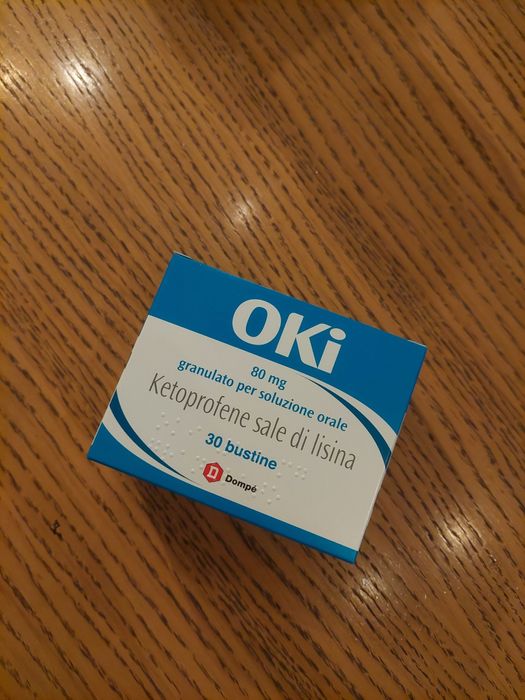 OKi
80 mg
granulato per soluzione orale
Ketoprofene sale di lisina
30 bustine
Dompé